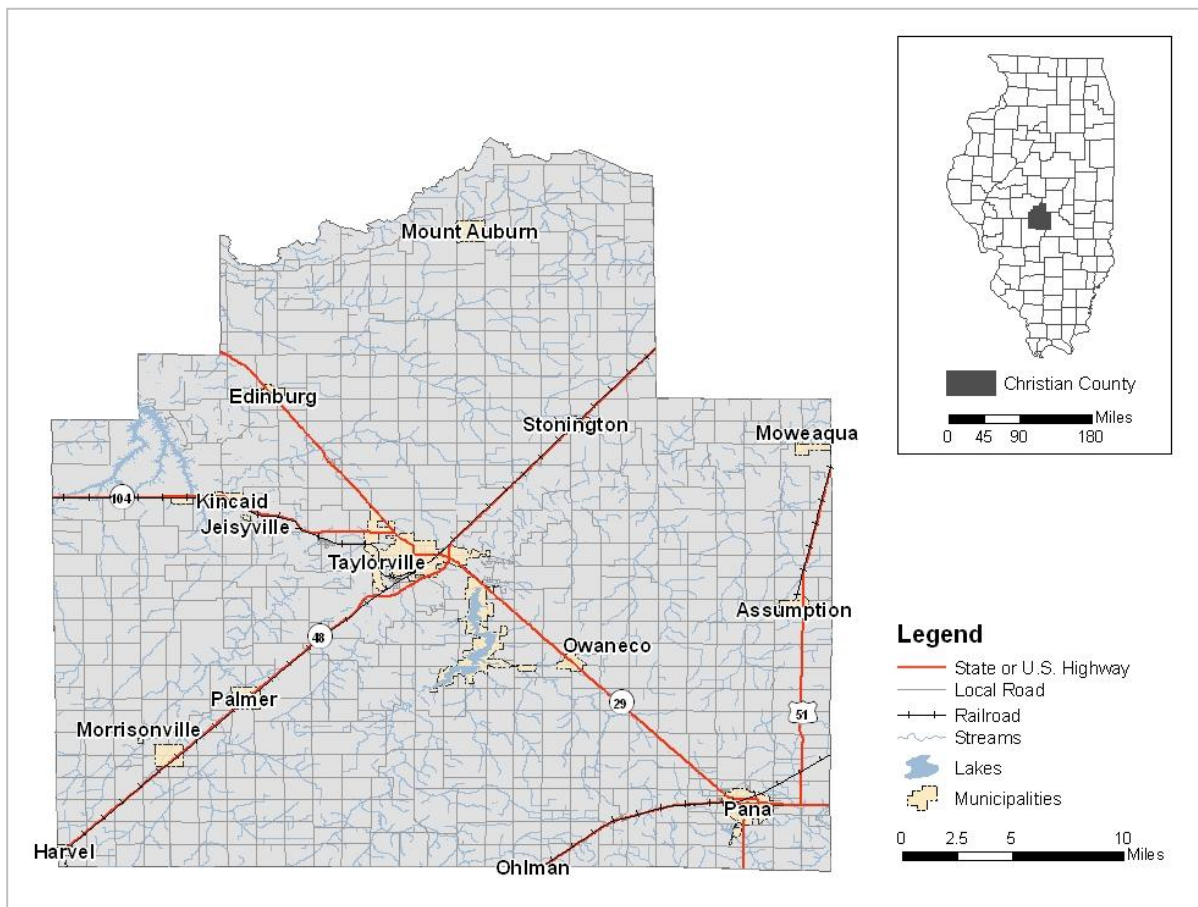 Mount Auburn
Edinburg
Stonington
Moweaqua
104
Kincaid
Jeisyville
Taylorville
Assumption
48
Owaneco
Palmer
29
51
Morrisonville
Pana
Harvel
Ohlman
Christian County
Miles
0 45 90 180
Legend
State or U.S. Highway
Local Road
Railroad
Streams
Lakes
Municipalities
0 2.5 5 10
Miles